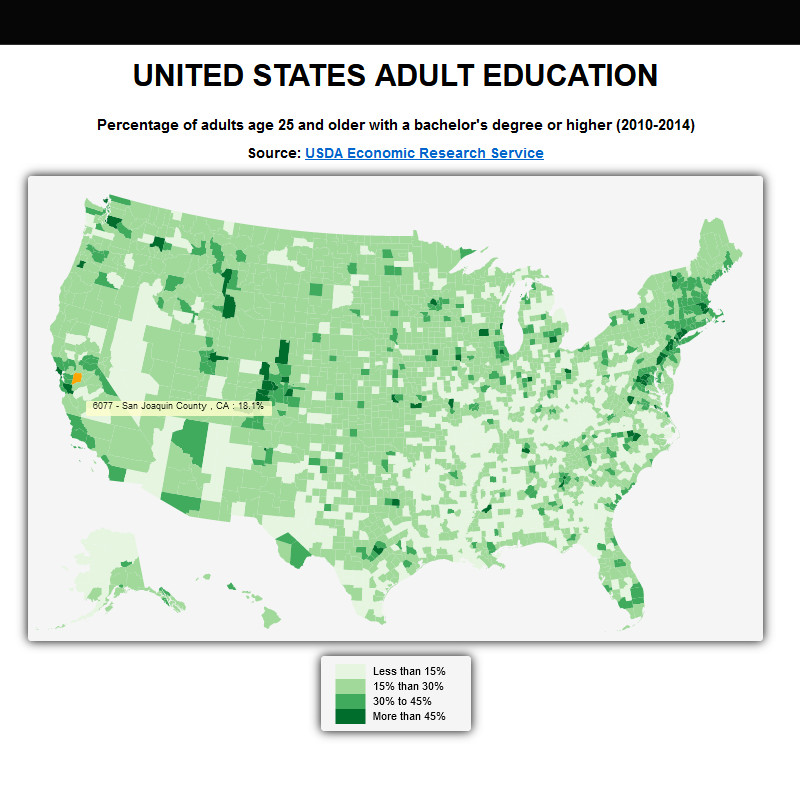 UNITED STATES ADULT EDUCATION
Percentage of adults age 25 and older with a bachelor's degree or higher (2010-2014)
Source: USDA Economic Research Service
6077 - San Joaquin County , CA : 18.1%
Less than 15%
15% than 30%
30% to 45%
More than 45%